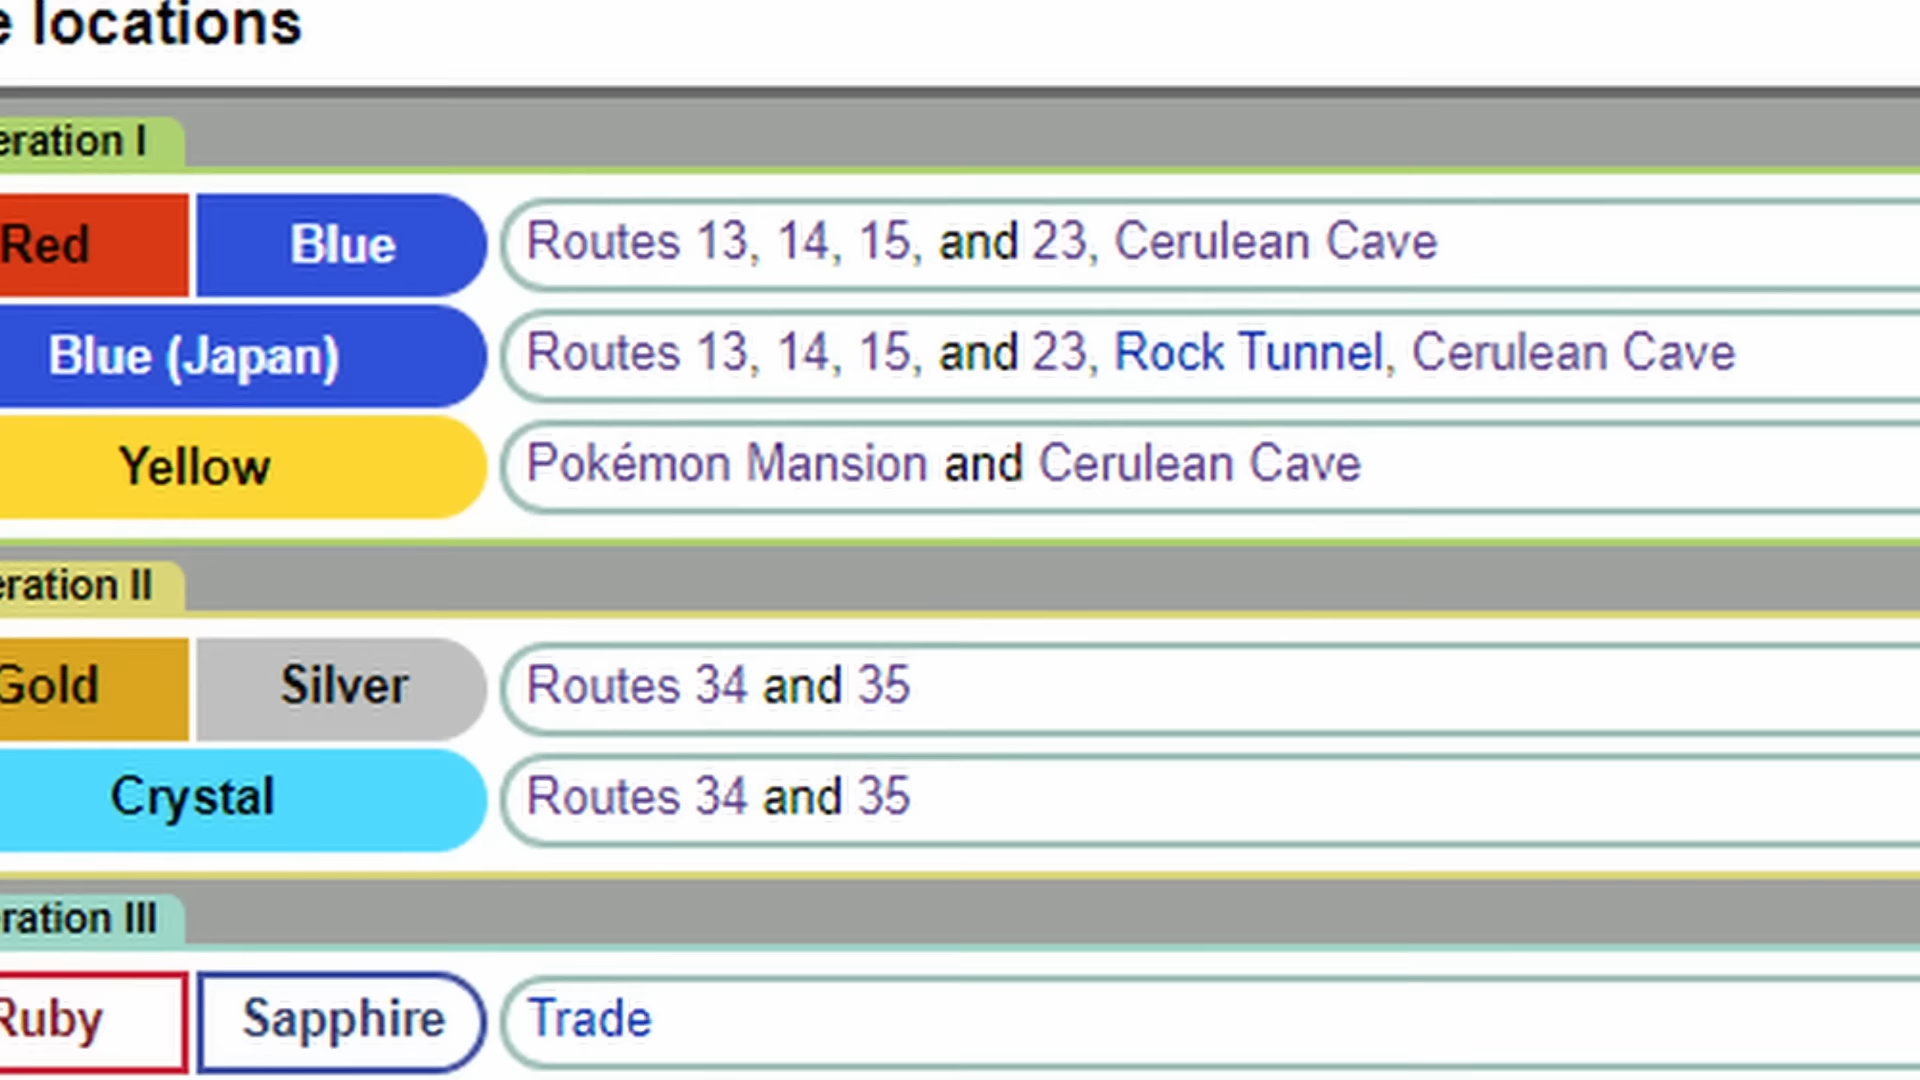 e locations
eration I
Red Blue Routes 13, 14, 15, and 23, Cerulean Cave
Blue (Japan) Routes 13, 14, 15, and 23, Rock Tunnel, Cerulean Cave
Yellow Pokémon Mansion and Cerulean Cave
eration II
Gold Silver Routes 34 and 35
Crystal Routes 34 and 35
ration III
Ruby Sapphire Trade